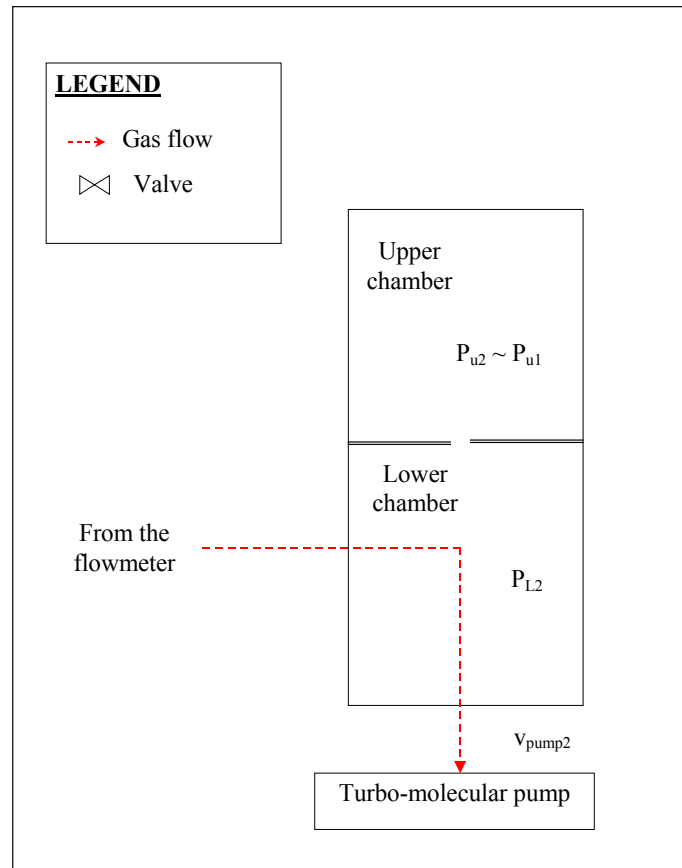 LEGEND
Gas flow
Valve
Upper
chamber
Pu2 ~ Pu1
Lower
chamber
From the
flowmeter
PL2
vpump2
Turbo-molecular pump